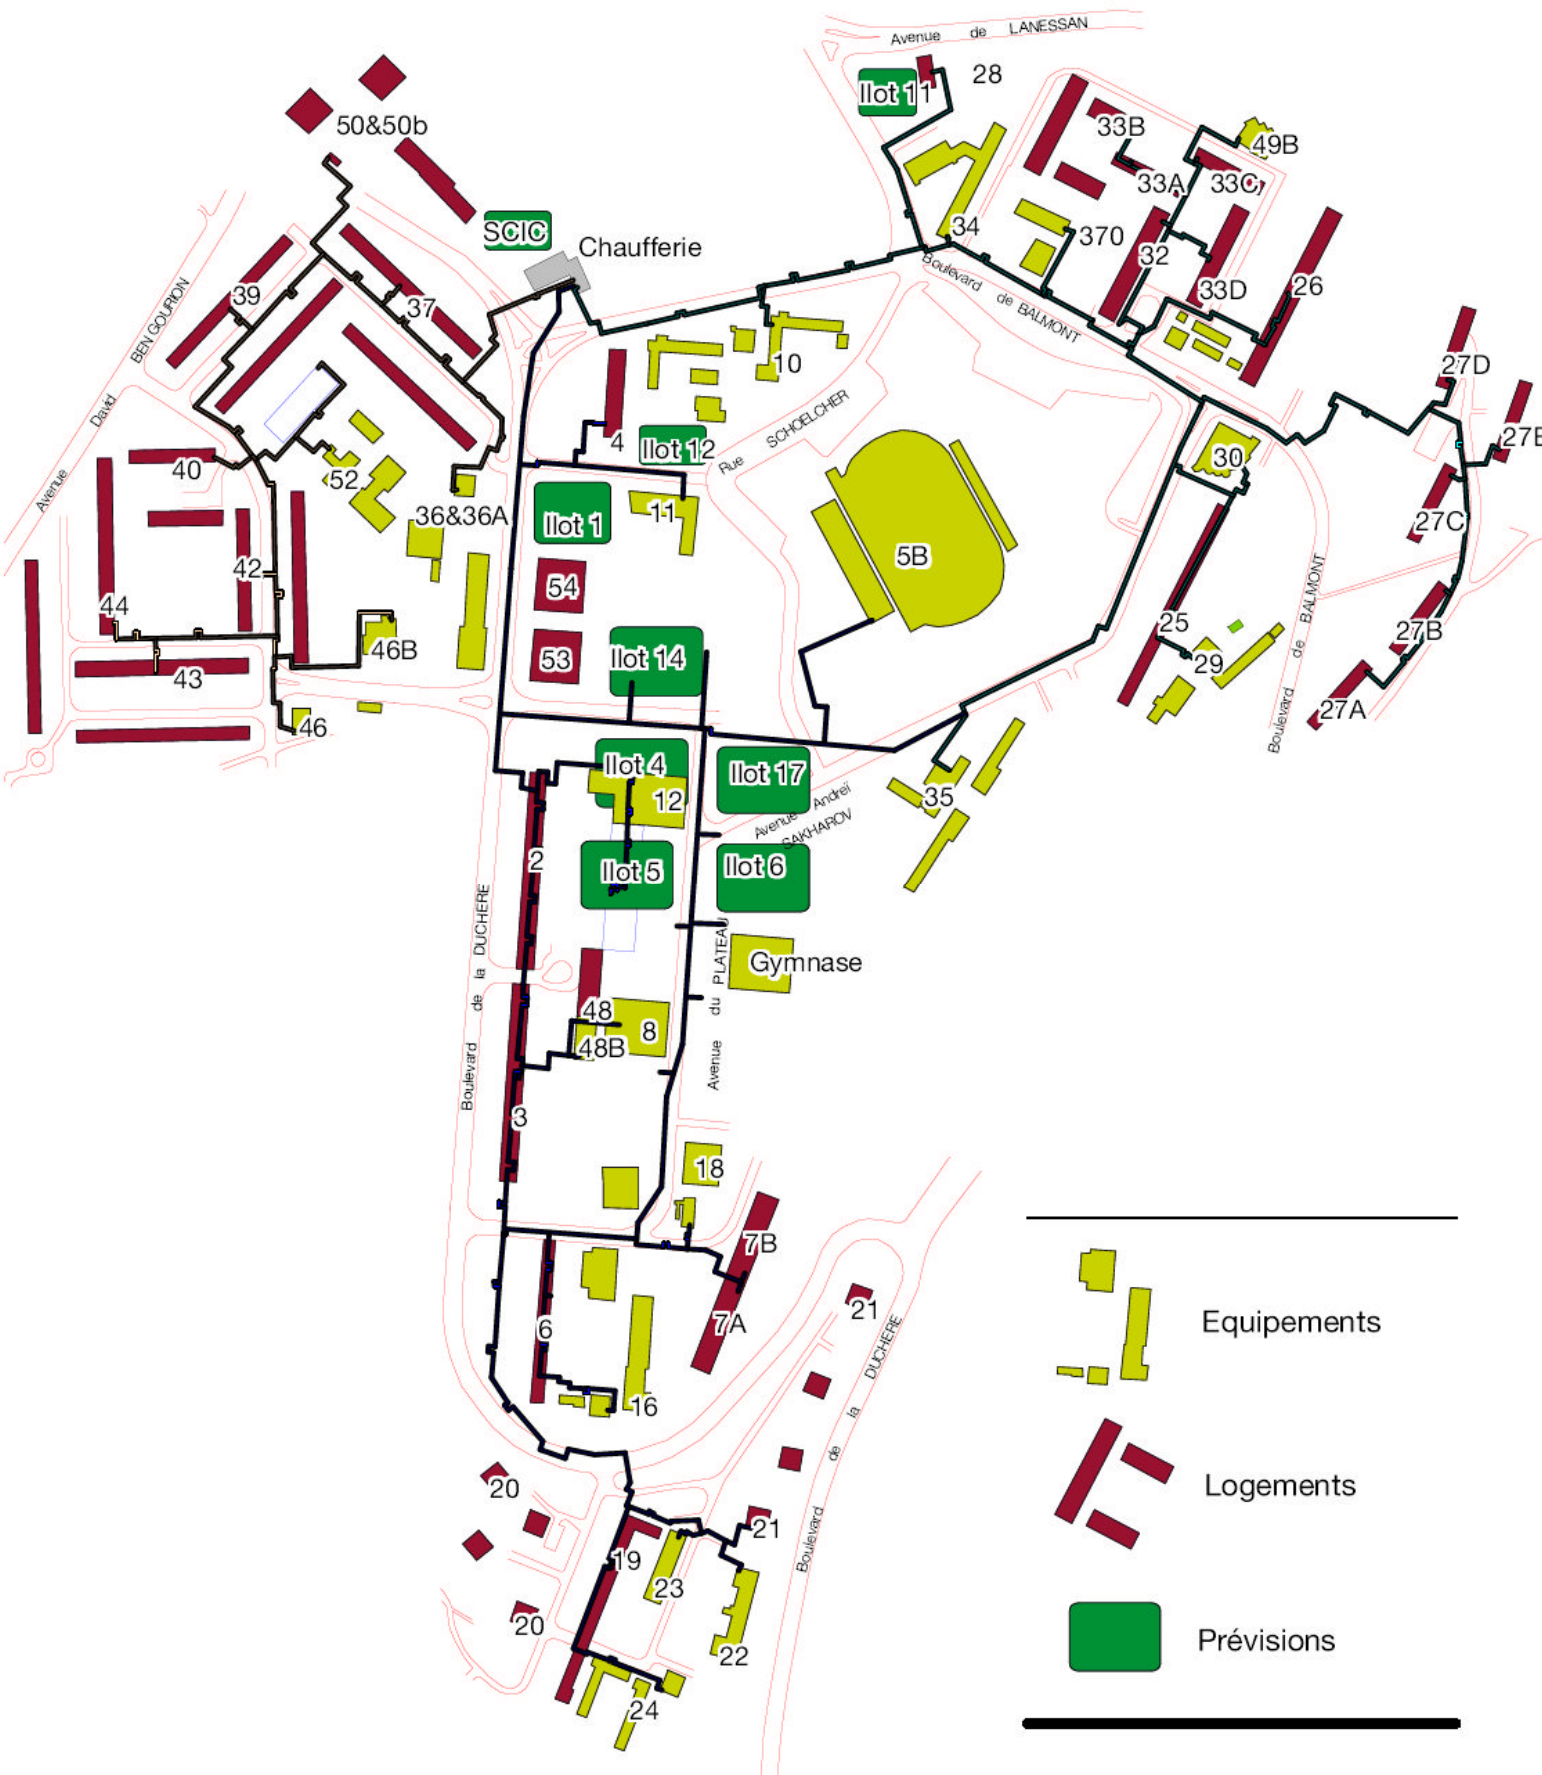 Avenue de LANESSAN
28
Ilot 11
50&50b
33B
49B
33A
33C
SCIC
Chaufferie
34
370
32
33D
26
Boulevard de BALMONT
39
37
Avenue David BEN GOURION
10
27D
4
Ilot 12
Rue SCHOELCHER
27E
30
40
52
36&36A
Ilot 1
11
27C
5B
42
54
44
25
27B
46B
53
Ilot 14
29
43
27A
46
Boulevard de BALMONT
Ilot 4
Ilot 17
12
35
Avenue Andreï
SAKHAROV
2
Ilot 5
Ilot 6
Boulevard de la DUCHERE
Gymnase
Avenue du PLATEAU
48
8
48B
3
18
7B
21
7A
6
Equipements
16
Boulevard de la DUCHERE
Logements
20
21
19
23
20
22
Prévisions
24